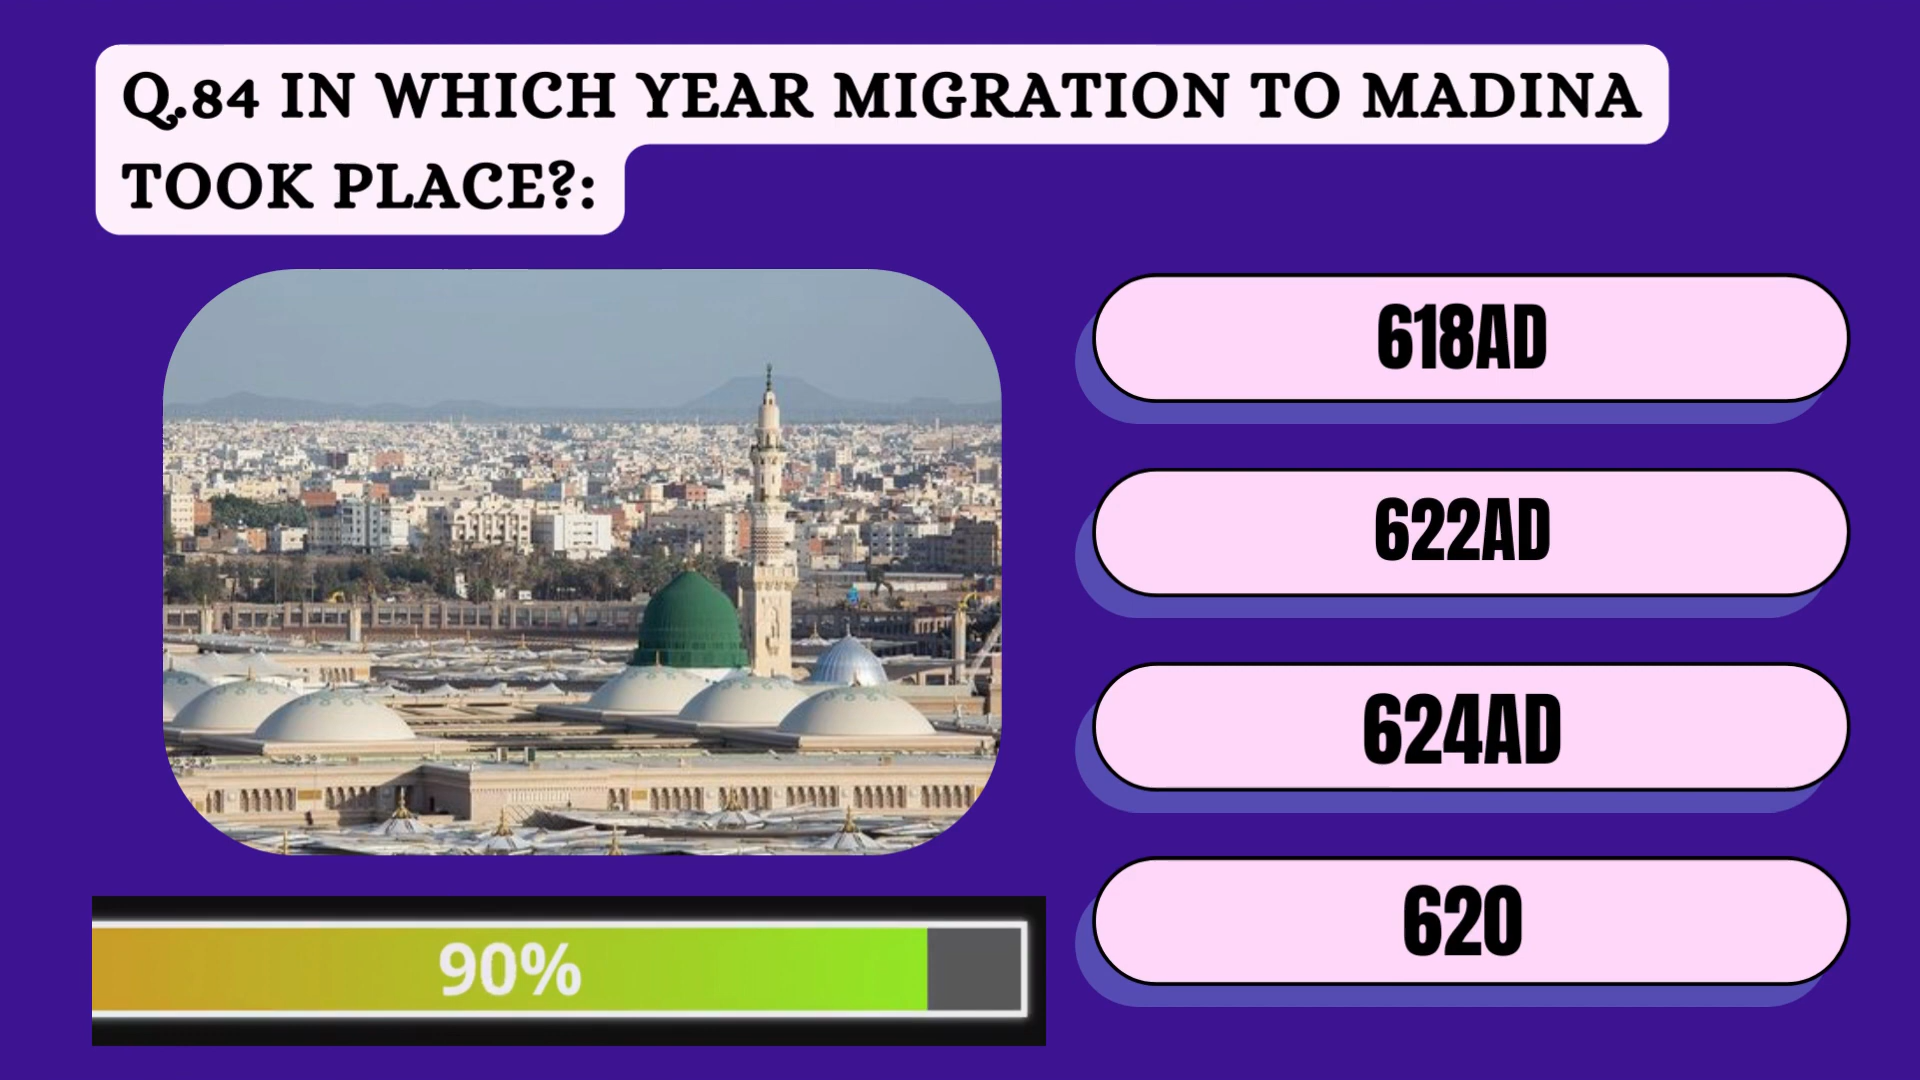 Q.84 IN WHICH YEAR MIGRATION TO MADINA
TOOK PLACE?:
618AD
622AD
624AD
620
90%